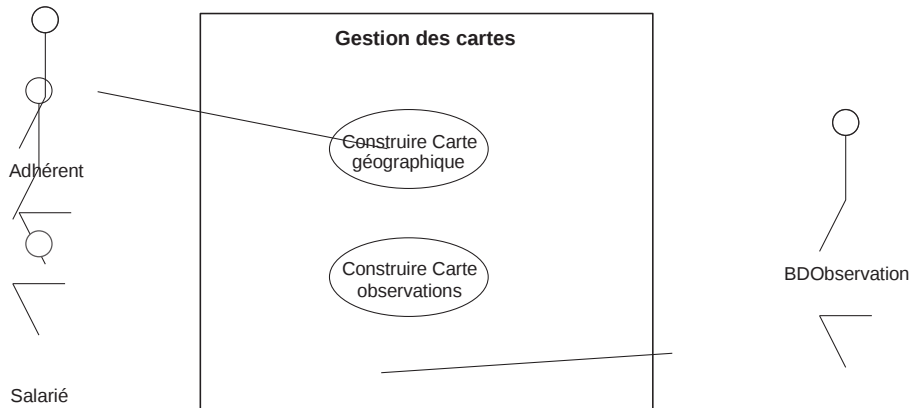 Gestion des cartes
Construire Carte
géographique
Adhérent
Construire Carte
observations
BDObservation
Salarié